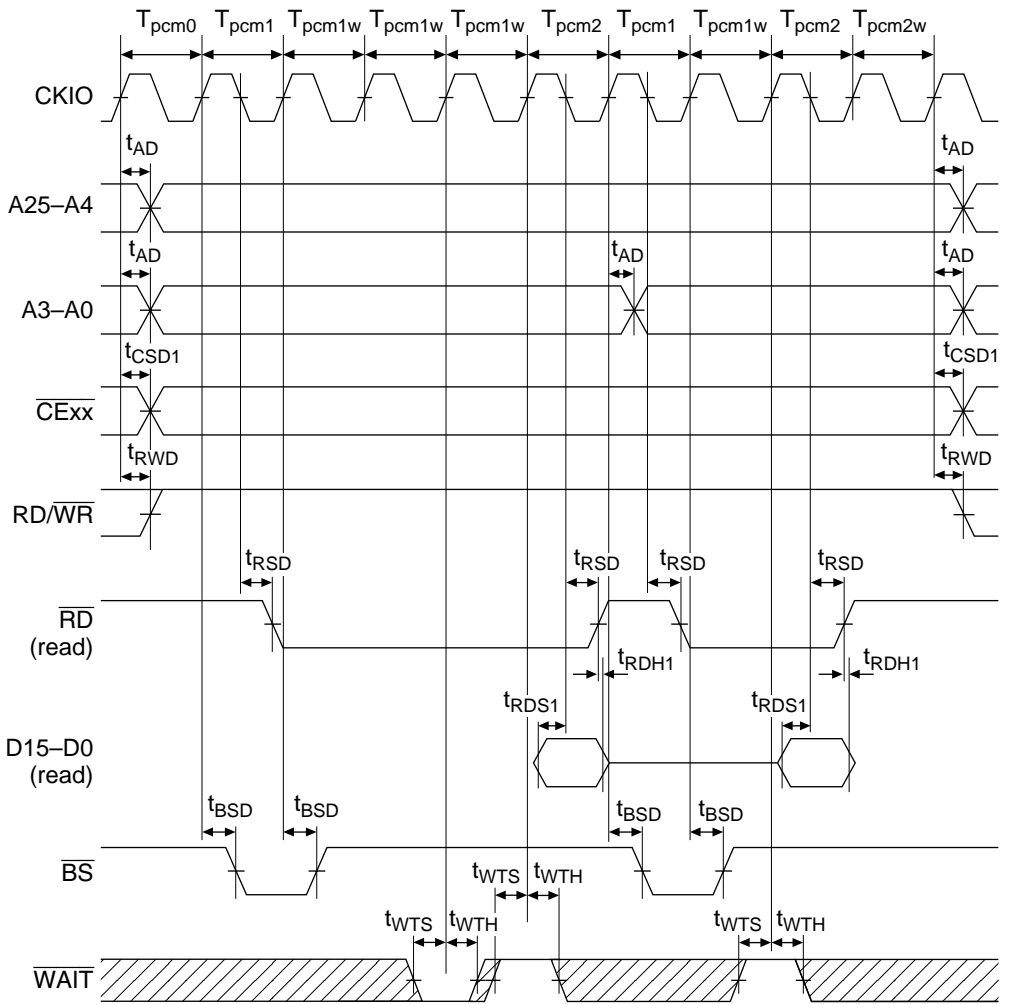 Tpcm0 Tpcm1 Tpcm1w Tpcm1w Tpcm1w Tpcm2 Tpcm1 Tpcm1w Tpcm2 Tpcm2w
CKIO
tAD tAD
A25–A4
tAD tAD tAD
A3–A0
tCSD1 tCSD1
CExx
tRWD tRWD
RD/WR
tRSD tRSD tRSD tRSD
RD
(read)
tRDH1 tRDH1
tRDS1 tRDS1
D15–D0
(read)
tBSD tBSD tBSD tBSD
BS
tWTS tWTH
tWTS tWTH tWTS tWTH
WAIT